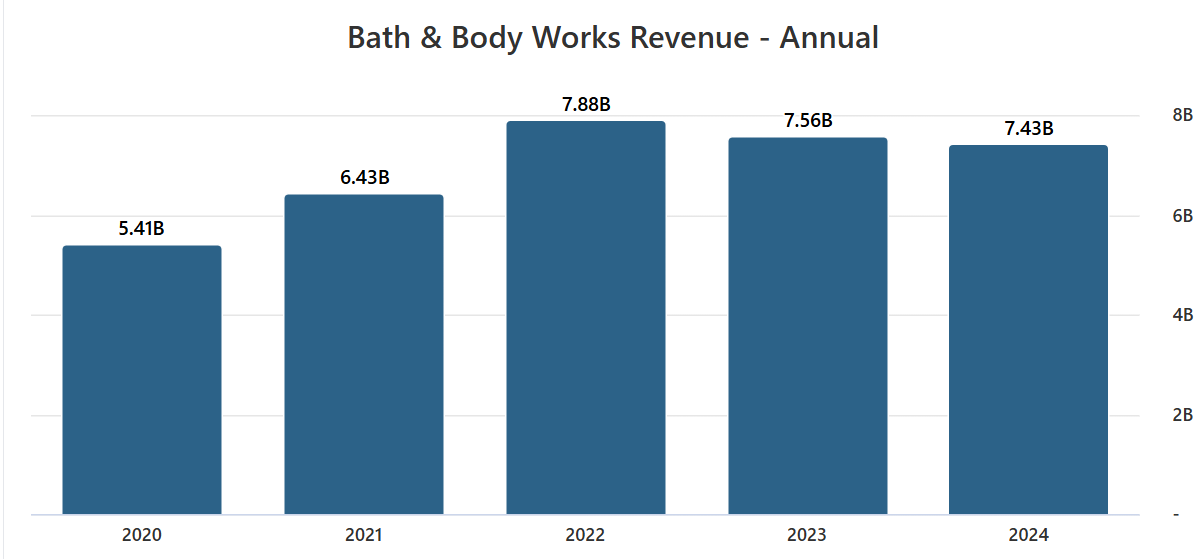 Bath & Body Works Revenue - Annual
5.41B
6.43B
7.88B
7.56B
7.43B
8B
6B
4B
2B
-
2020
2021
2022
2023
2024